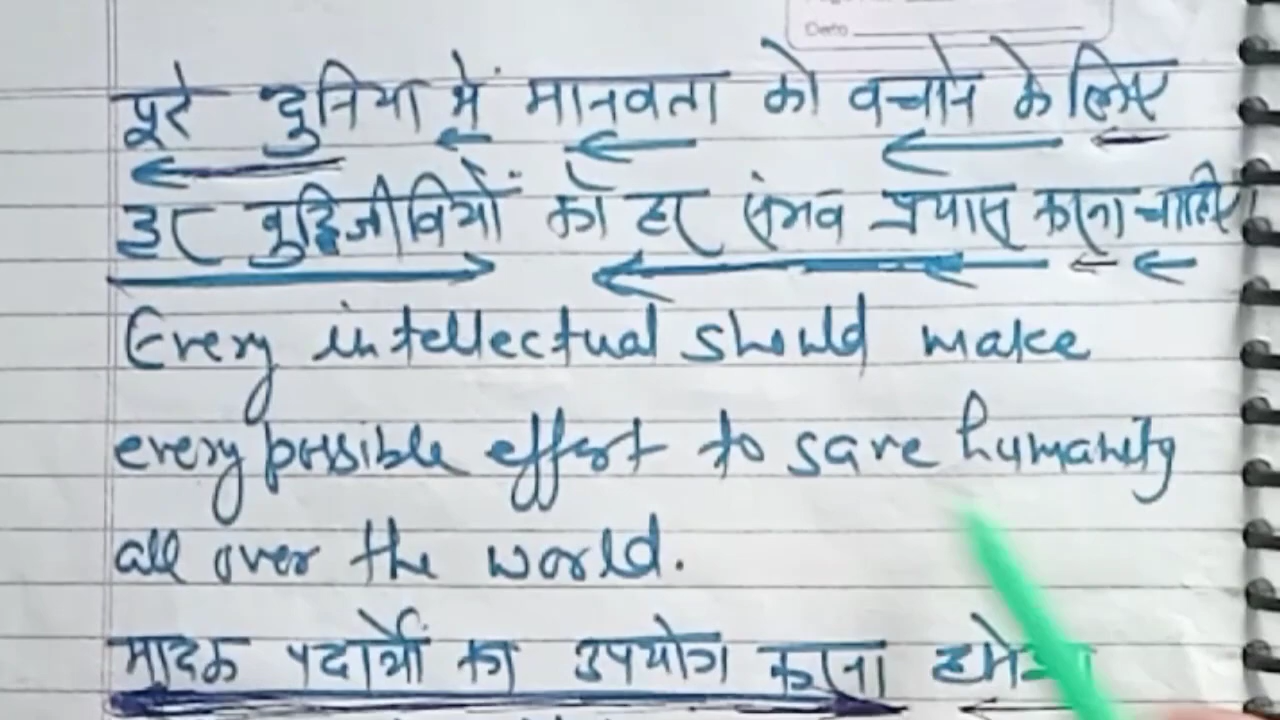 Date
पूरे दुनिया में मानवता को बचाने के लिए
हर बुद्धिजीवियों को हर संभव प्रयास करना चाहिए
Every intellectual should make
every possible effort to save humanity
all over the world.
मादक पदार्थों का उपयोग करना